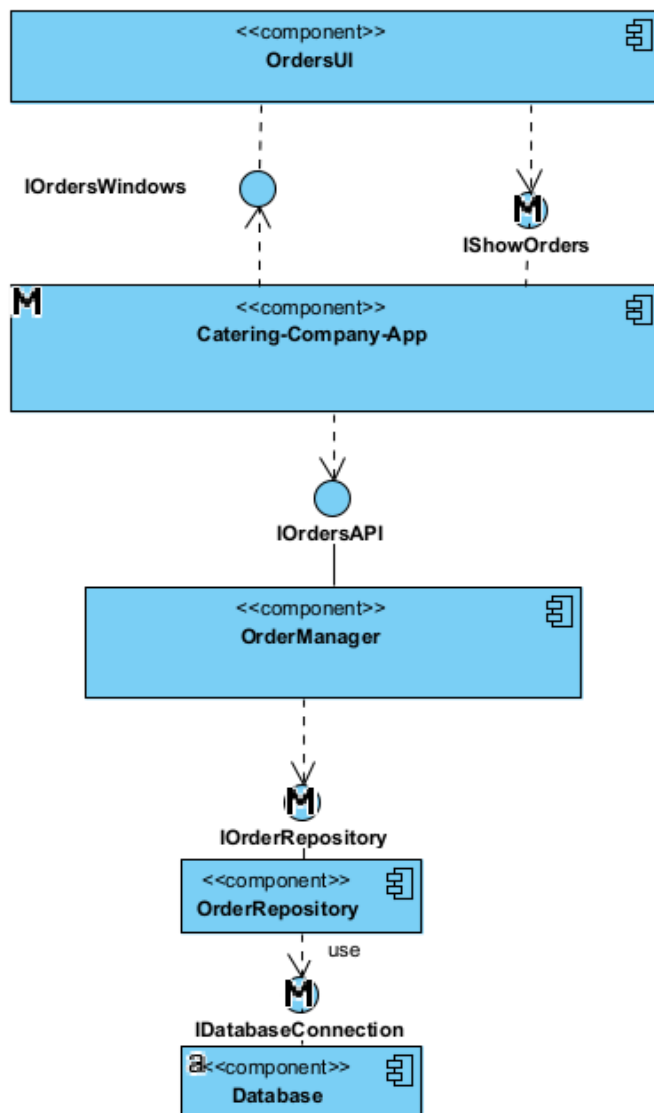 <<component>>
OrdersUI
IOrdersWindows
M
IShowOrders
M
<<component>>
Catering-Company-App
IOrdersAPI
<<component>>
OrderManager
M
IOrderRepository
<<component>>
OrderRepository
use
M
IDatabaseConnection
a
<<component>>
Database